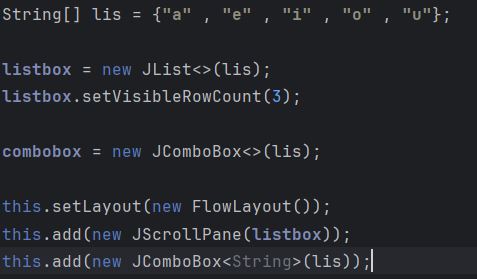 String[] lis = {"a" , "e" , "i" , "o" , "u"};
listbox = new JList<>(lis);
listbox.setVisibleRowCount(3);
combobox = new JComboBox<>(lis);
this.setLayout(new FlowLayout());
this.add(new JScrollPane(listbox));
this.add(new JComboBox<String>(lis));